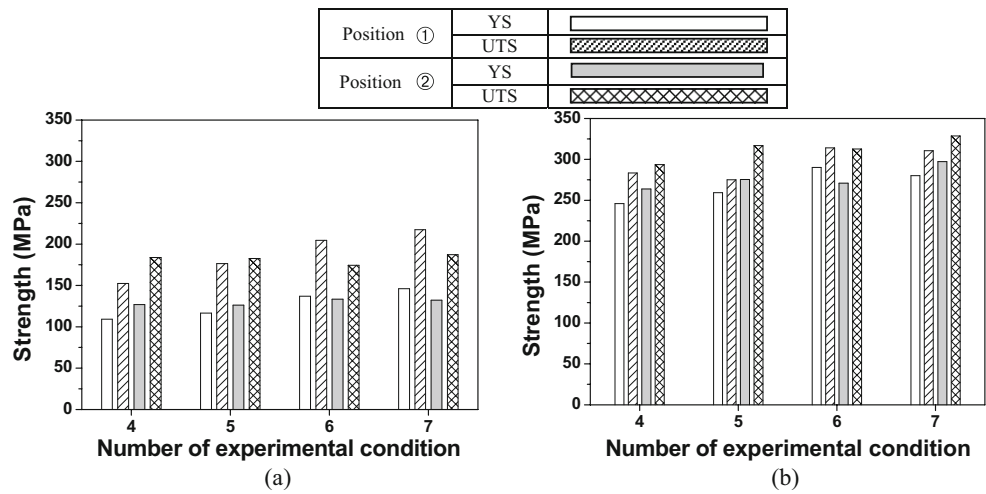 Position ① YS
UTS
Position ② YS
UTS
350
300
250
200
150
100
50
0
Strength (MPa)
4 5 6 7
Number of experimental condition
(a)
350
300
250
200
150
100
50
0
Strength (MPa)
4 5 6 7
Number of experimental condition
(b)